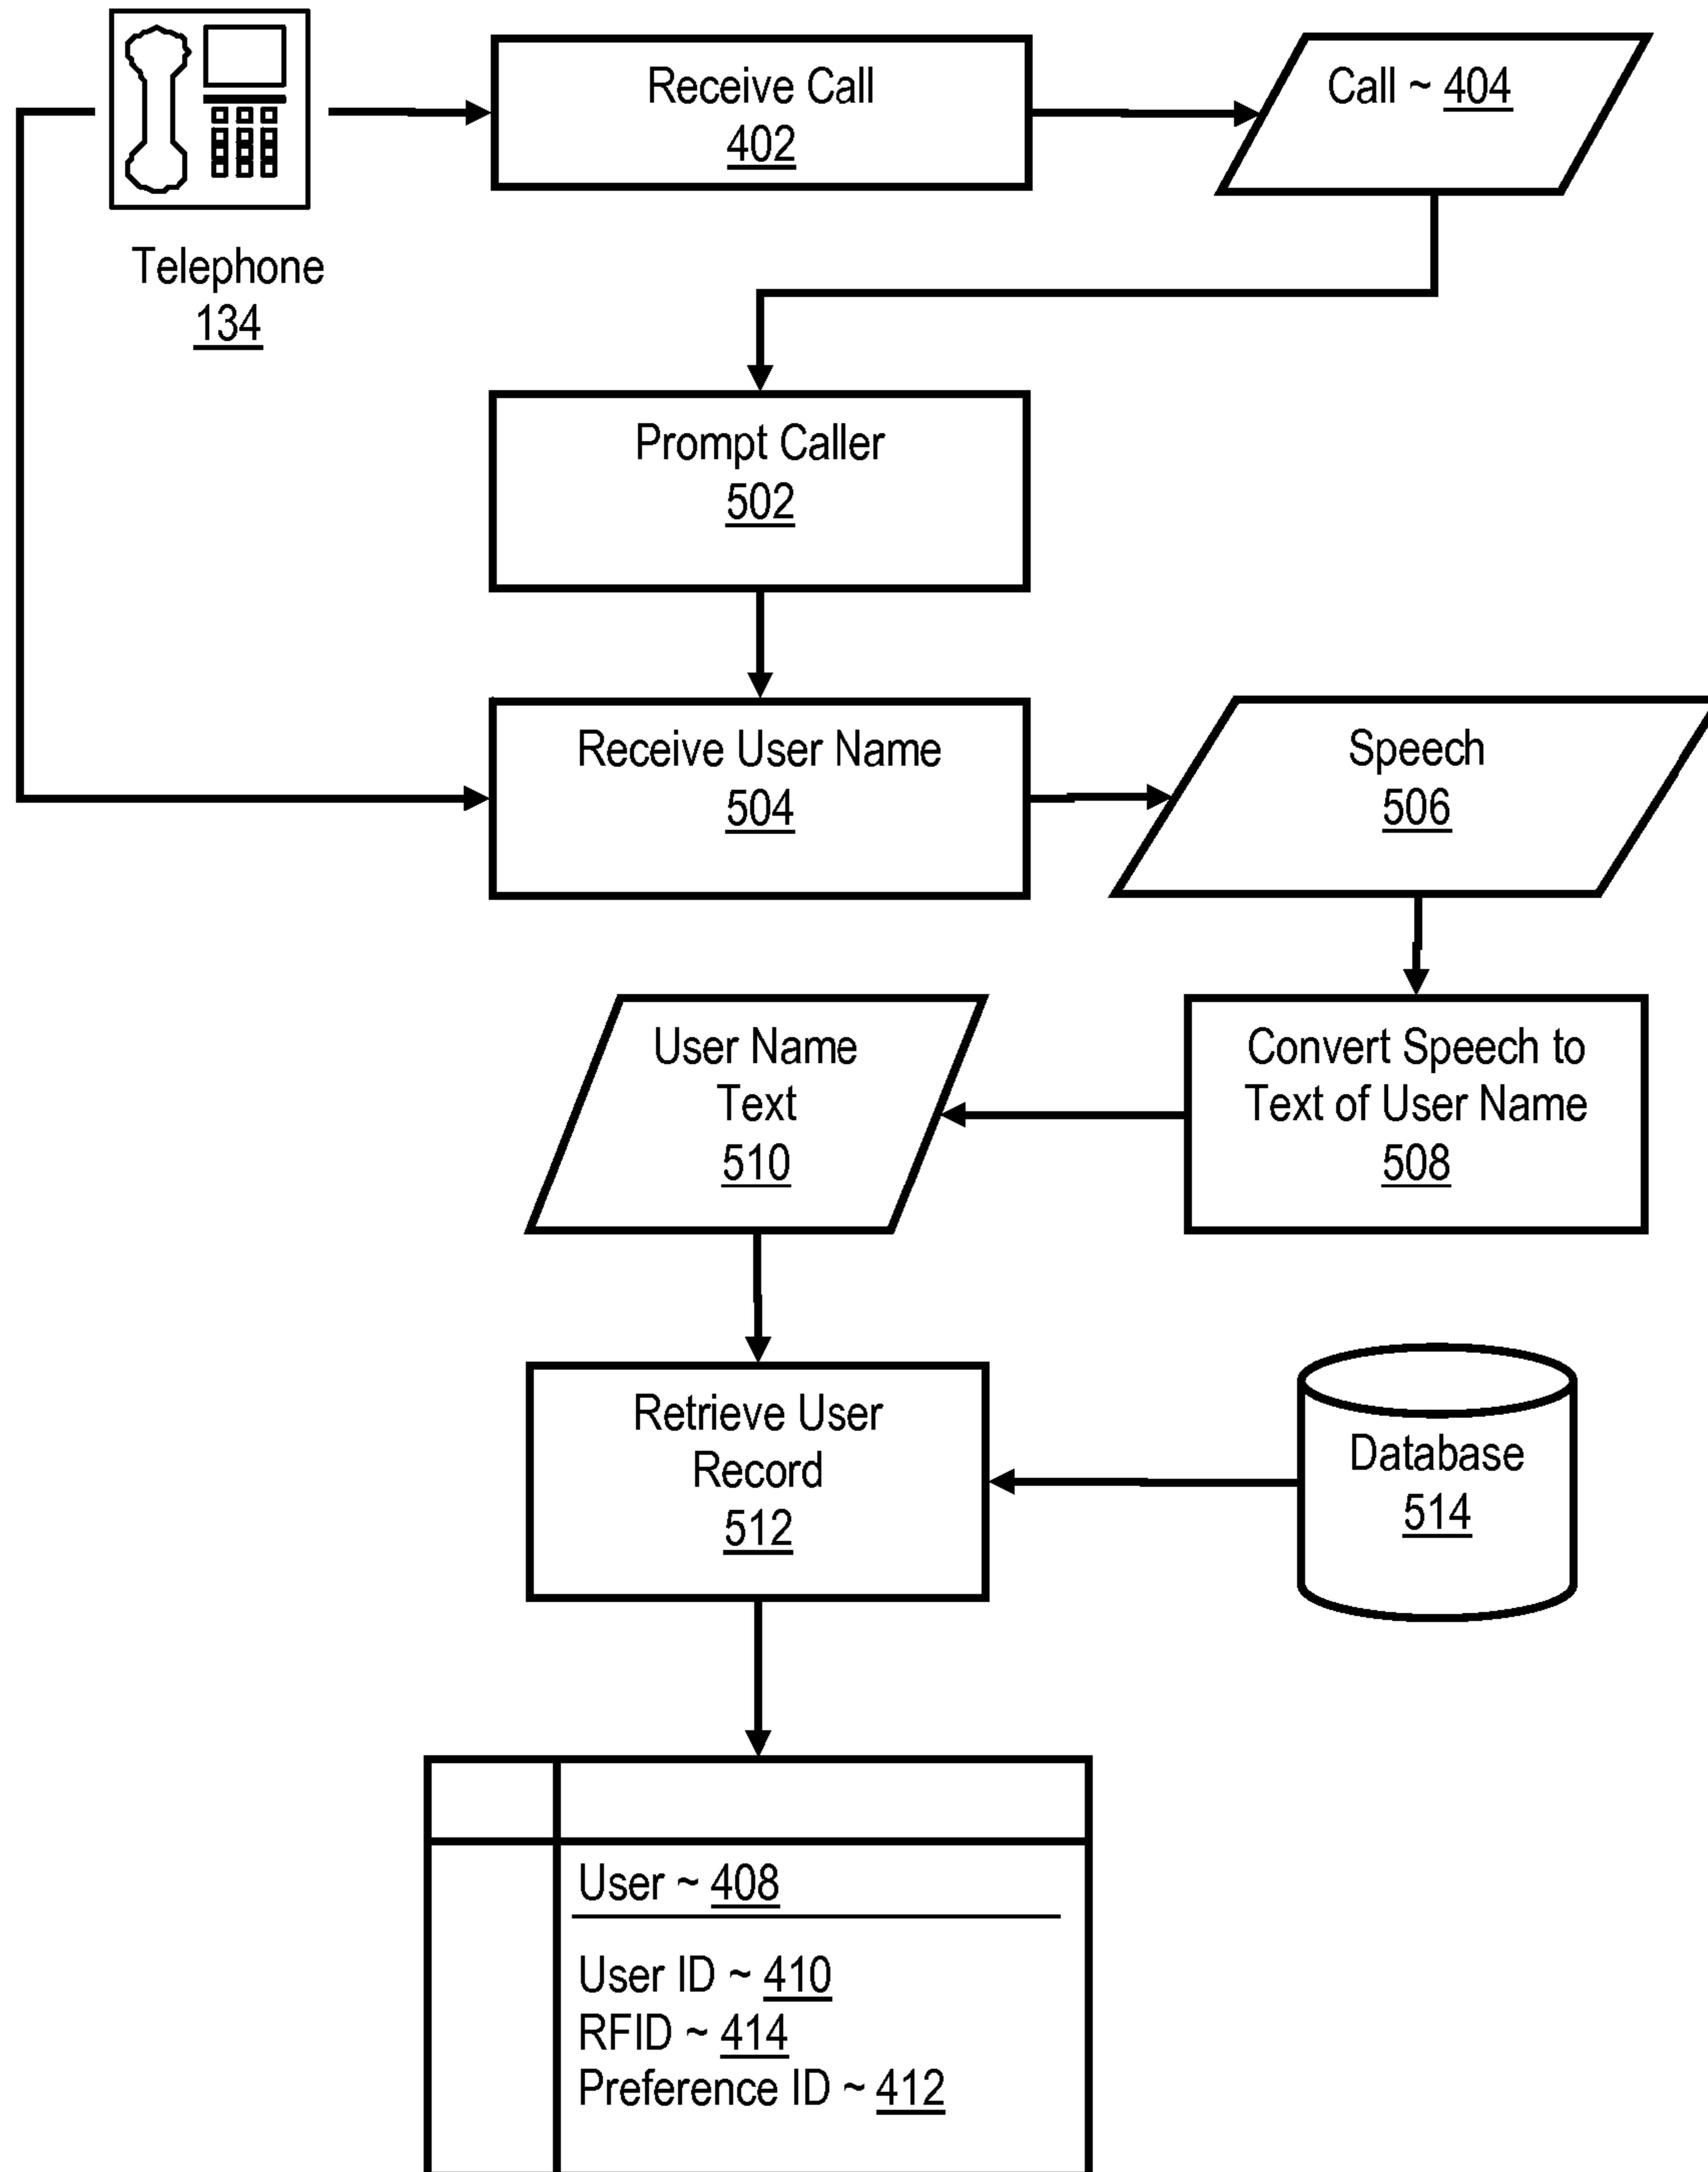 Receive Call
402
Call ~ 404
Telephone
134
Prompt Caller
502
Receive User Name
504
Speech
506
User Name
Text
510
Convert Speech to
Text of User Name
508
Retrieve User
Record
512
Database
514
User ~ 408
User ID ~ 410
RFID ~ 414
Preference ID ~ 412